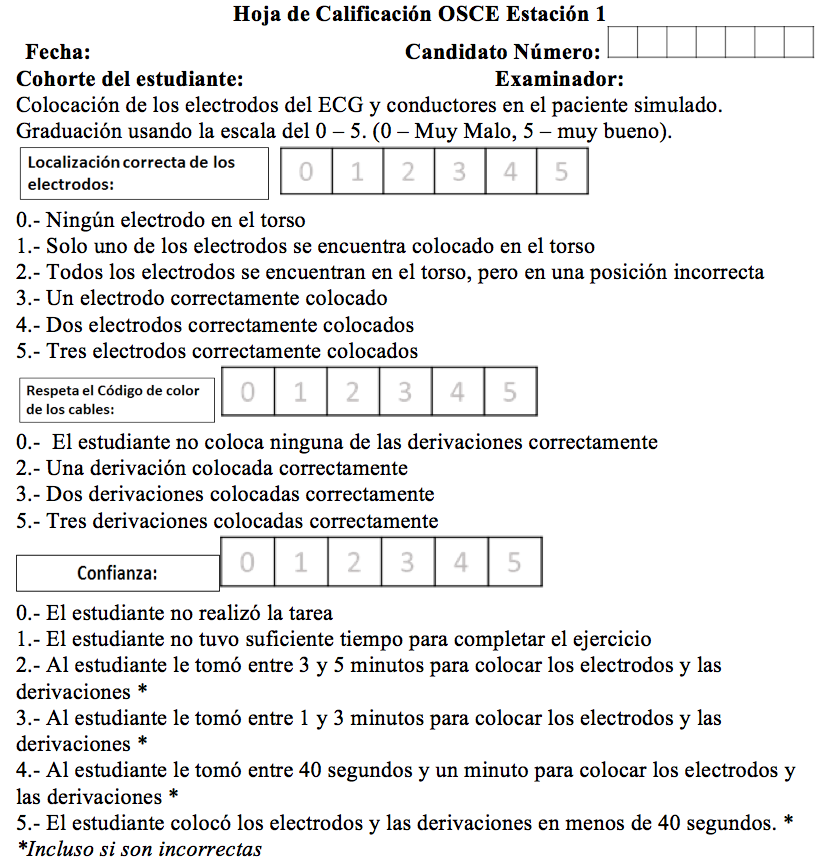 Hoja de Calificación OSCE Estación 1
Fecha: Candidato Número:
Cohorte del estudiante: Examinador:
Colocación de los electrodos del ECG y conductores en el paciente simulado.
Graduación usando la escala del 0 – 5. (0 – Muy Malo, 5 – muy bueno).
Localización correcta de los
electrodos:
0 1 2 3 4 5
0.- Ningún electrodo en el torso
1.- Solo uno de los electrodos se encuentra colocado en el torso
2.- Todos los electrodos se encuentran en el torso, pero en una posición incorrecta
3.- Un electrodo correctamente colocado
4.- Dos electrodos correctamente colocados
5.- Tres electrodos correctamente colocados
Respeta el Código de color
de los cables:
0 1 2 3 4 5
0.- El estudiante no coloca ninguna de las derivaciones correctamente
2.- Una derivación colocada correctamente
3.- Dos derivaciones colocadas correctamente
5.- Tres derivaciones colocadas correctamente
Confianza:
0 1 2 3 4 5
0.- El estudiante no realizó la tarea
1.- El estudiante no tuvo suficiente tiempo para completar el ejercicio
2.- Al estudiante le tomó entre 3 y 5 minutos para colocar los electrodos y las
derivaciones *
3.- Al estudiante le tomó entre 1 y 3 minutos para colocar los electrodos y las
derivaciones *
4.- Al estudiante le tomó entre 40 segundos y un minuto para colocar los electrodos y
las derivaciones *
5.- El estudiante colocó los electrodos y las derivaciones en menos de 40 segundos. *
*Incluso si son incorrectas